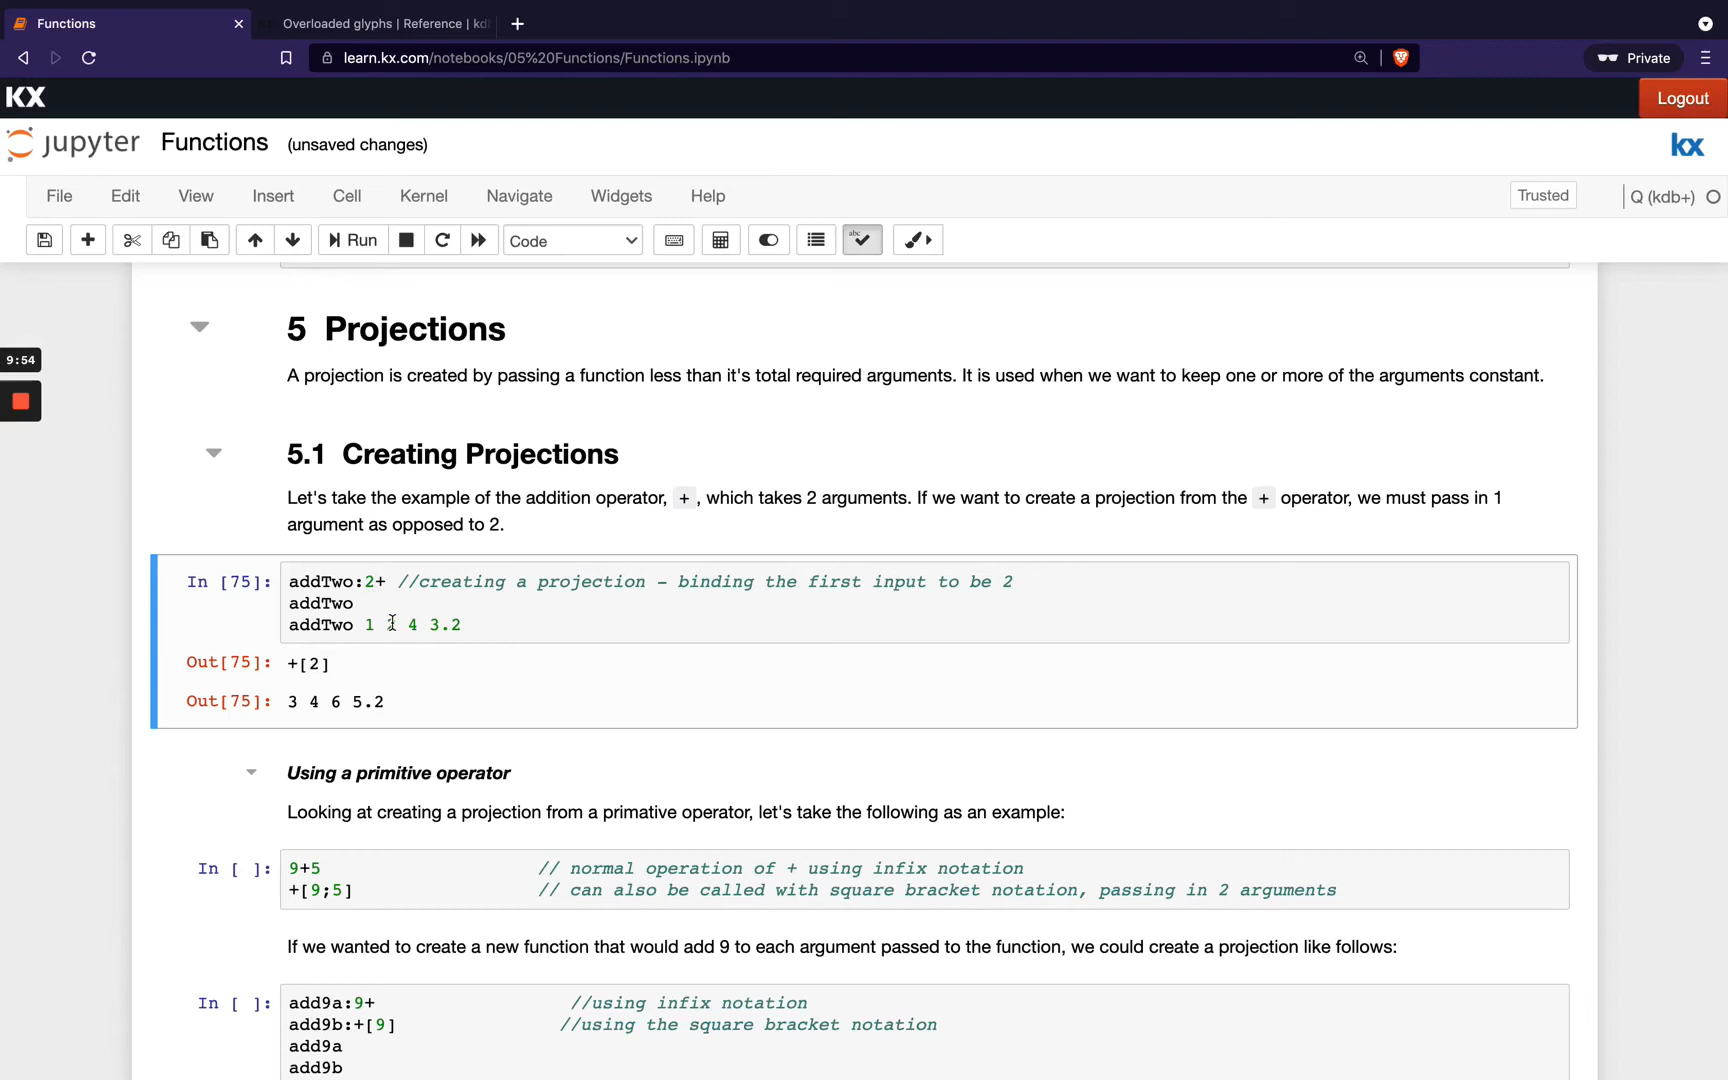 Functions
Overloaded glyphs | Reference | kd
learn.kx.com/notebooks/05%20Functions/Functions.ipynb
Private
KX
Logout
jupyter Functions (unsaved changes)
kx
File Edit View Insert Cell Kernel Navigate Widgets Help
Trusted
Q (kdb+)
Run
Code
abc
5 Projections
9:54
A projection is created by passing a function less than it's total required arguments. It is used when we want to keep one or more of the arguments constant.
5.1 Creating Projections
Let's take the example of the addition operator, + , which takes 2 arguments. If we want to create a projection from the + operator, we must pass in 1
argument as opposed to 2.
In [75]: addTwo:2+ //creating a projection - binding the first input to be 2
addTwo
addTwo 1 2 4 3.2
Out[75]: +[2]
Out[75]: 3 4 6 5.2
Using a primitive operator
Looking at creating a projection from a primative operator, let's take the following as an example:
In [ ]: 9+5 // normal operation of + using infix notation
+[9;5] // can also be called with square bracket notation, passing in 2 arguments
If we wanted to create a new function that would add 9 to each argument passed to the function, we could create a projection like follows:
In [ ]: add9a:9+ //using infix notation
add9b:+[9] //using the square bracket notation
add9a
add9b